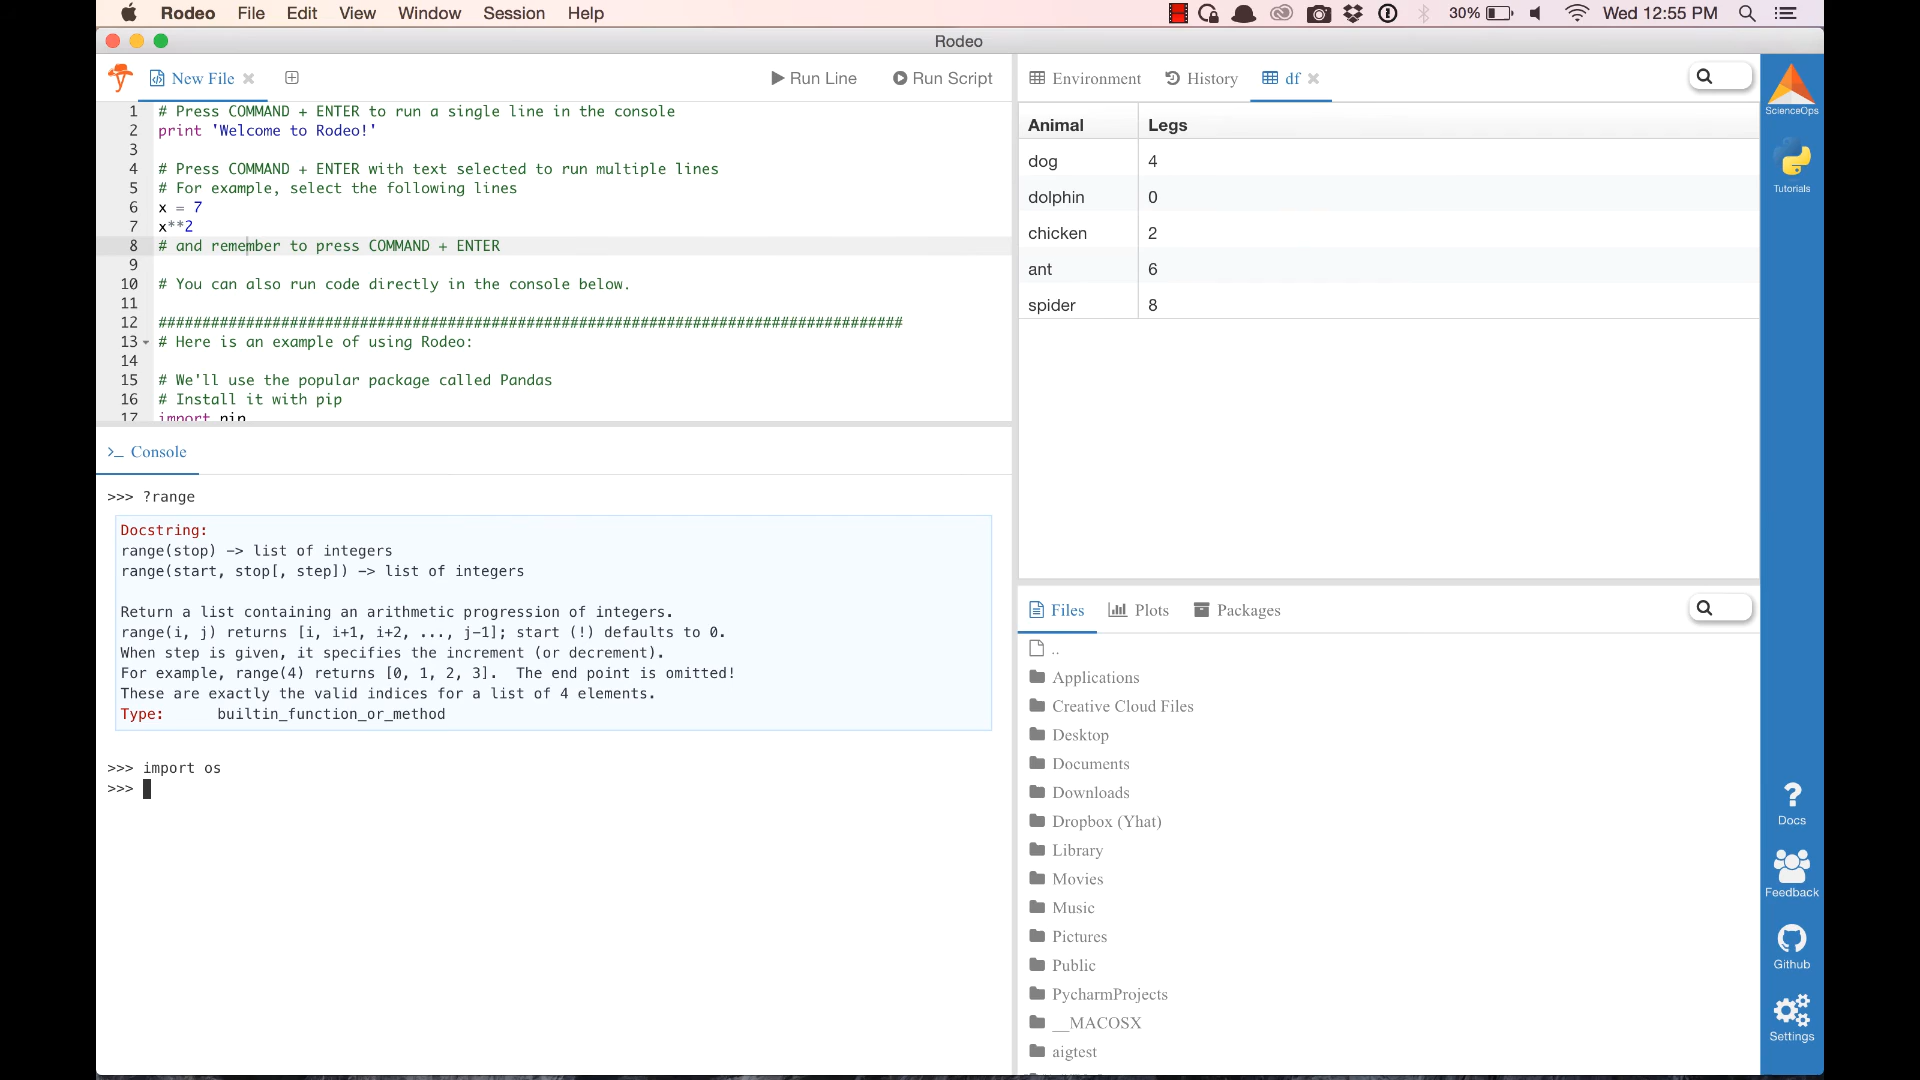 Rodeo File Edit View Window Session Help 30% Wed 12:55 PM
Rodeo
New File Run Line Run Script
1 # Press COMMAND + ENTER to run a single line in the console
2 print 'Welcome to Rodeo!'
3
4 # Press COMMAND + ENTER with text selected to run multiple lines
5 # For example, select the following lines
6 x = 7
7 x**2
8 # and remember to press COMMAND + ENTER
9
10 # You can also run code directly in the console below.
11
12 #####################################################################################
13 # Here is an example of using Rodeo:
14
15 # We'll use the popular package called Pandas
16 # Install it with pip
17 import pip
>_ Console
>>> ?range
Docstring:
range(stop) -> list of integers
range(start, stop[, step]) -> list of integers
Return a list containing an arithmetic progression of integers.
range(i, j) returns [i, i+1, i+2, ..., j-1]; start (!) defaults to 0.
When step is given, it specifies the increment (or decrement).
For example, range(4) returns [0, 1, 2, 3].  The end point is omitted!
These are exactly the valid indices for a list of 4 elements.
Type:      builtin_function_or_method
>>> import os
>>>
Environment History df
Animal Legs
dog 4
dolphin 0
chicken 2
ant 6
spider 8
Files Plots Packages
..
Applications
Creative Cloud Files
Desktop
Documents
Downloads
Dropbox (Yhat)
Library
Movies
Music
Pictures
Public
PycharmProjects
__MACOSX
aigtest
ScienceOps
Tutorials
Docs
Feedback
Github
Settings